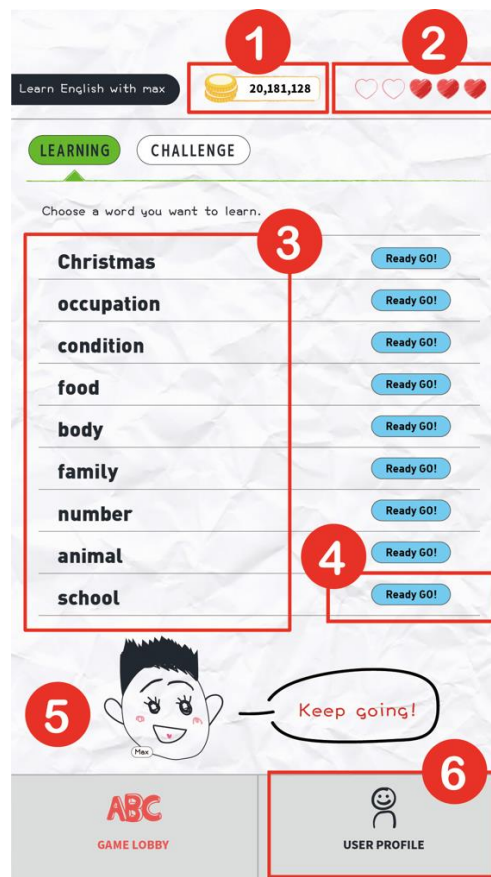 1
2
Learn English with max
20,181,128
LEARNING
CHALLENGE
Choose a word you want to learn.
3
Christmas Ready GO!
occupation Ready GO!
condition Ready GO!
food Ready GO!
body Ready GO!
family Ready GO!
number Ready GO!
animal Ready GO!
4
school Ready GO!
5
Keep going!
Max
6
ABC
GAME LOBBY
USER PROFILE